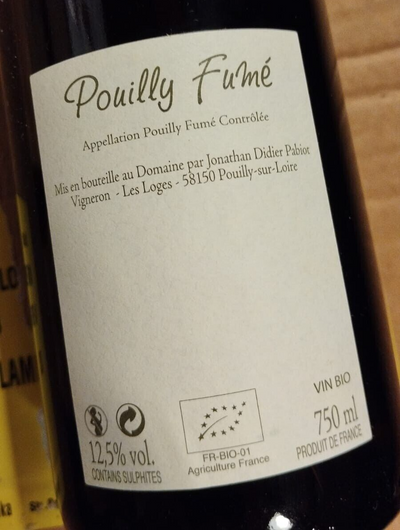 Pouilly Fumé
Appellation Pouilly Fumé Contrôlée
Mis en bouteille au Domaine par Jonathan Didier Pabiot
Vigneron - Les Loges - 58150 Pouilly-sur-Loire
VIN BIO
12,5% vol.
750 ml
CONTAINS SULPHITES
FR-BIO-01
Agriculture France
PRODUIT DE FRANCE
LAM